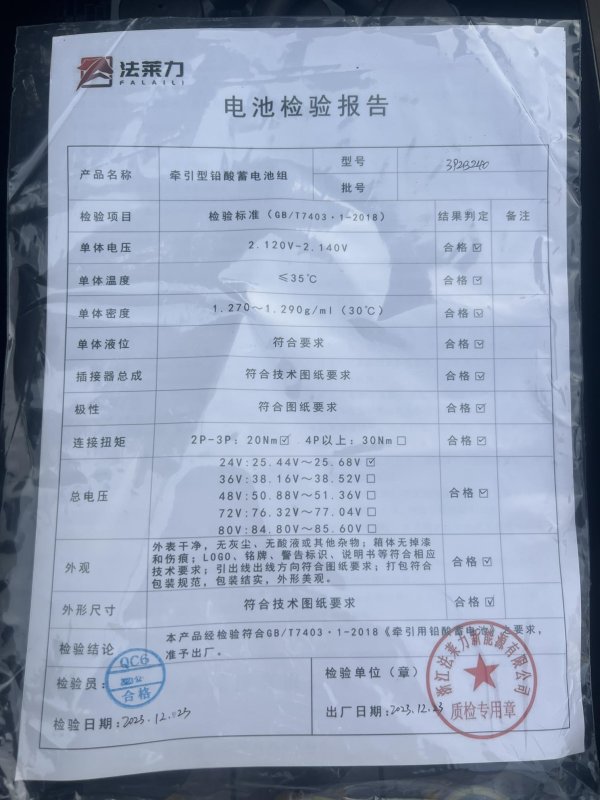 法莱力
FALAILI
电池检验报告
产品名称 牵引型铅酸蓄电池组 型号 3PZB240
批号
检验项目 检验标准（GB/T7403·1-2018） 结果判定 备注
单体电压 2.120V-2.140V 合格☑
单体温度 ≤35℃ 合格☑
单体密度 1.270～1.290g/ml（30℃） 合格☑
单体液位 符合要求 合格☑
插接器总成 符合技术图纸要求 合格☑
极性 符合图纸要求 合格☑
连接扭矩 2P-3P：20Nm☑ 4P以上：30Nm□ 合格☑
总电压 24V:25.44V～25.68V☑ 合格☑
36V:38.16V～38.52V□
48V:50.88V～51.36V□
72V:76.32V～77.04V□
80V:84.80V～85.60V□
外观 外表干净，无灰尘、无酸液或其他杂物；箱体无掉漆 合格☑
和伤痕；LOGO、铭牌、警告标识、说明书等符合相应
技术要求；引出线出线方向符合图纸要求；打包符合
包装规范，包装结实，外形美观。
外形尺寸 符合技术图纸要求 合格☑
检验结论 本产品经检验符合GB/T7403·1-2018《牵引用铅酸蓄电池》之要求，
准予出厂。
检验员： QC6
合格
检验单位（章）
浙江法莱力新能源有限公司
质检专用章
检验日期：2023.12.23 出厂日期：2023.12.23